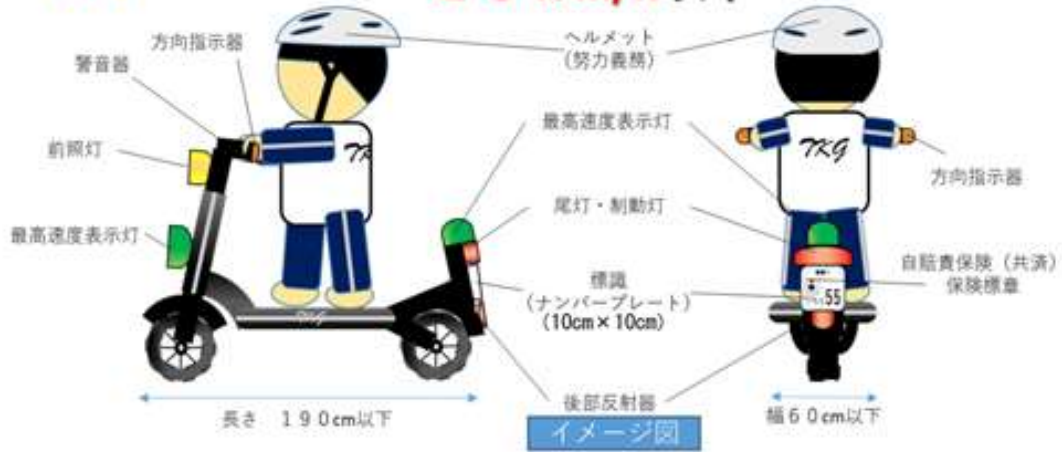 方向指示器
警音器
前照灯
最高速度表示灯
ヘルメット
(努力義務)
最高速度表示灯
尾灯・制動灯
標識
(ナンバープレート)
(10cm×10cm)
後部反射器
方向指示器
自賠責保険(共済)
保険標章
TKG
TKG
TKG
55
長さ 190cm以下
幅60cm以下
イメージ図